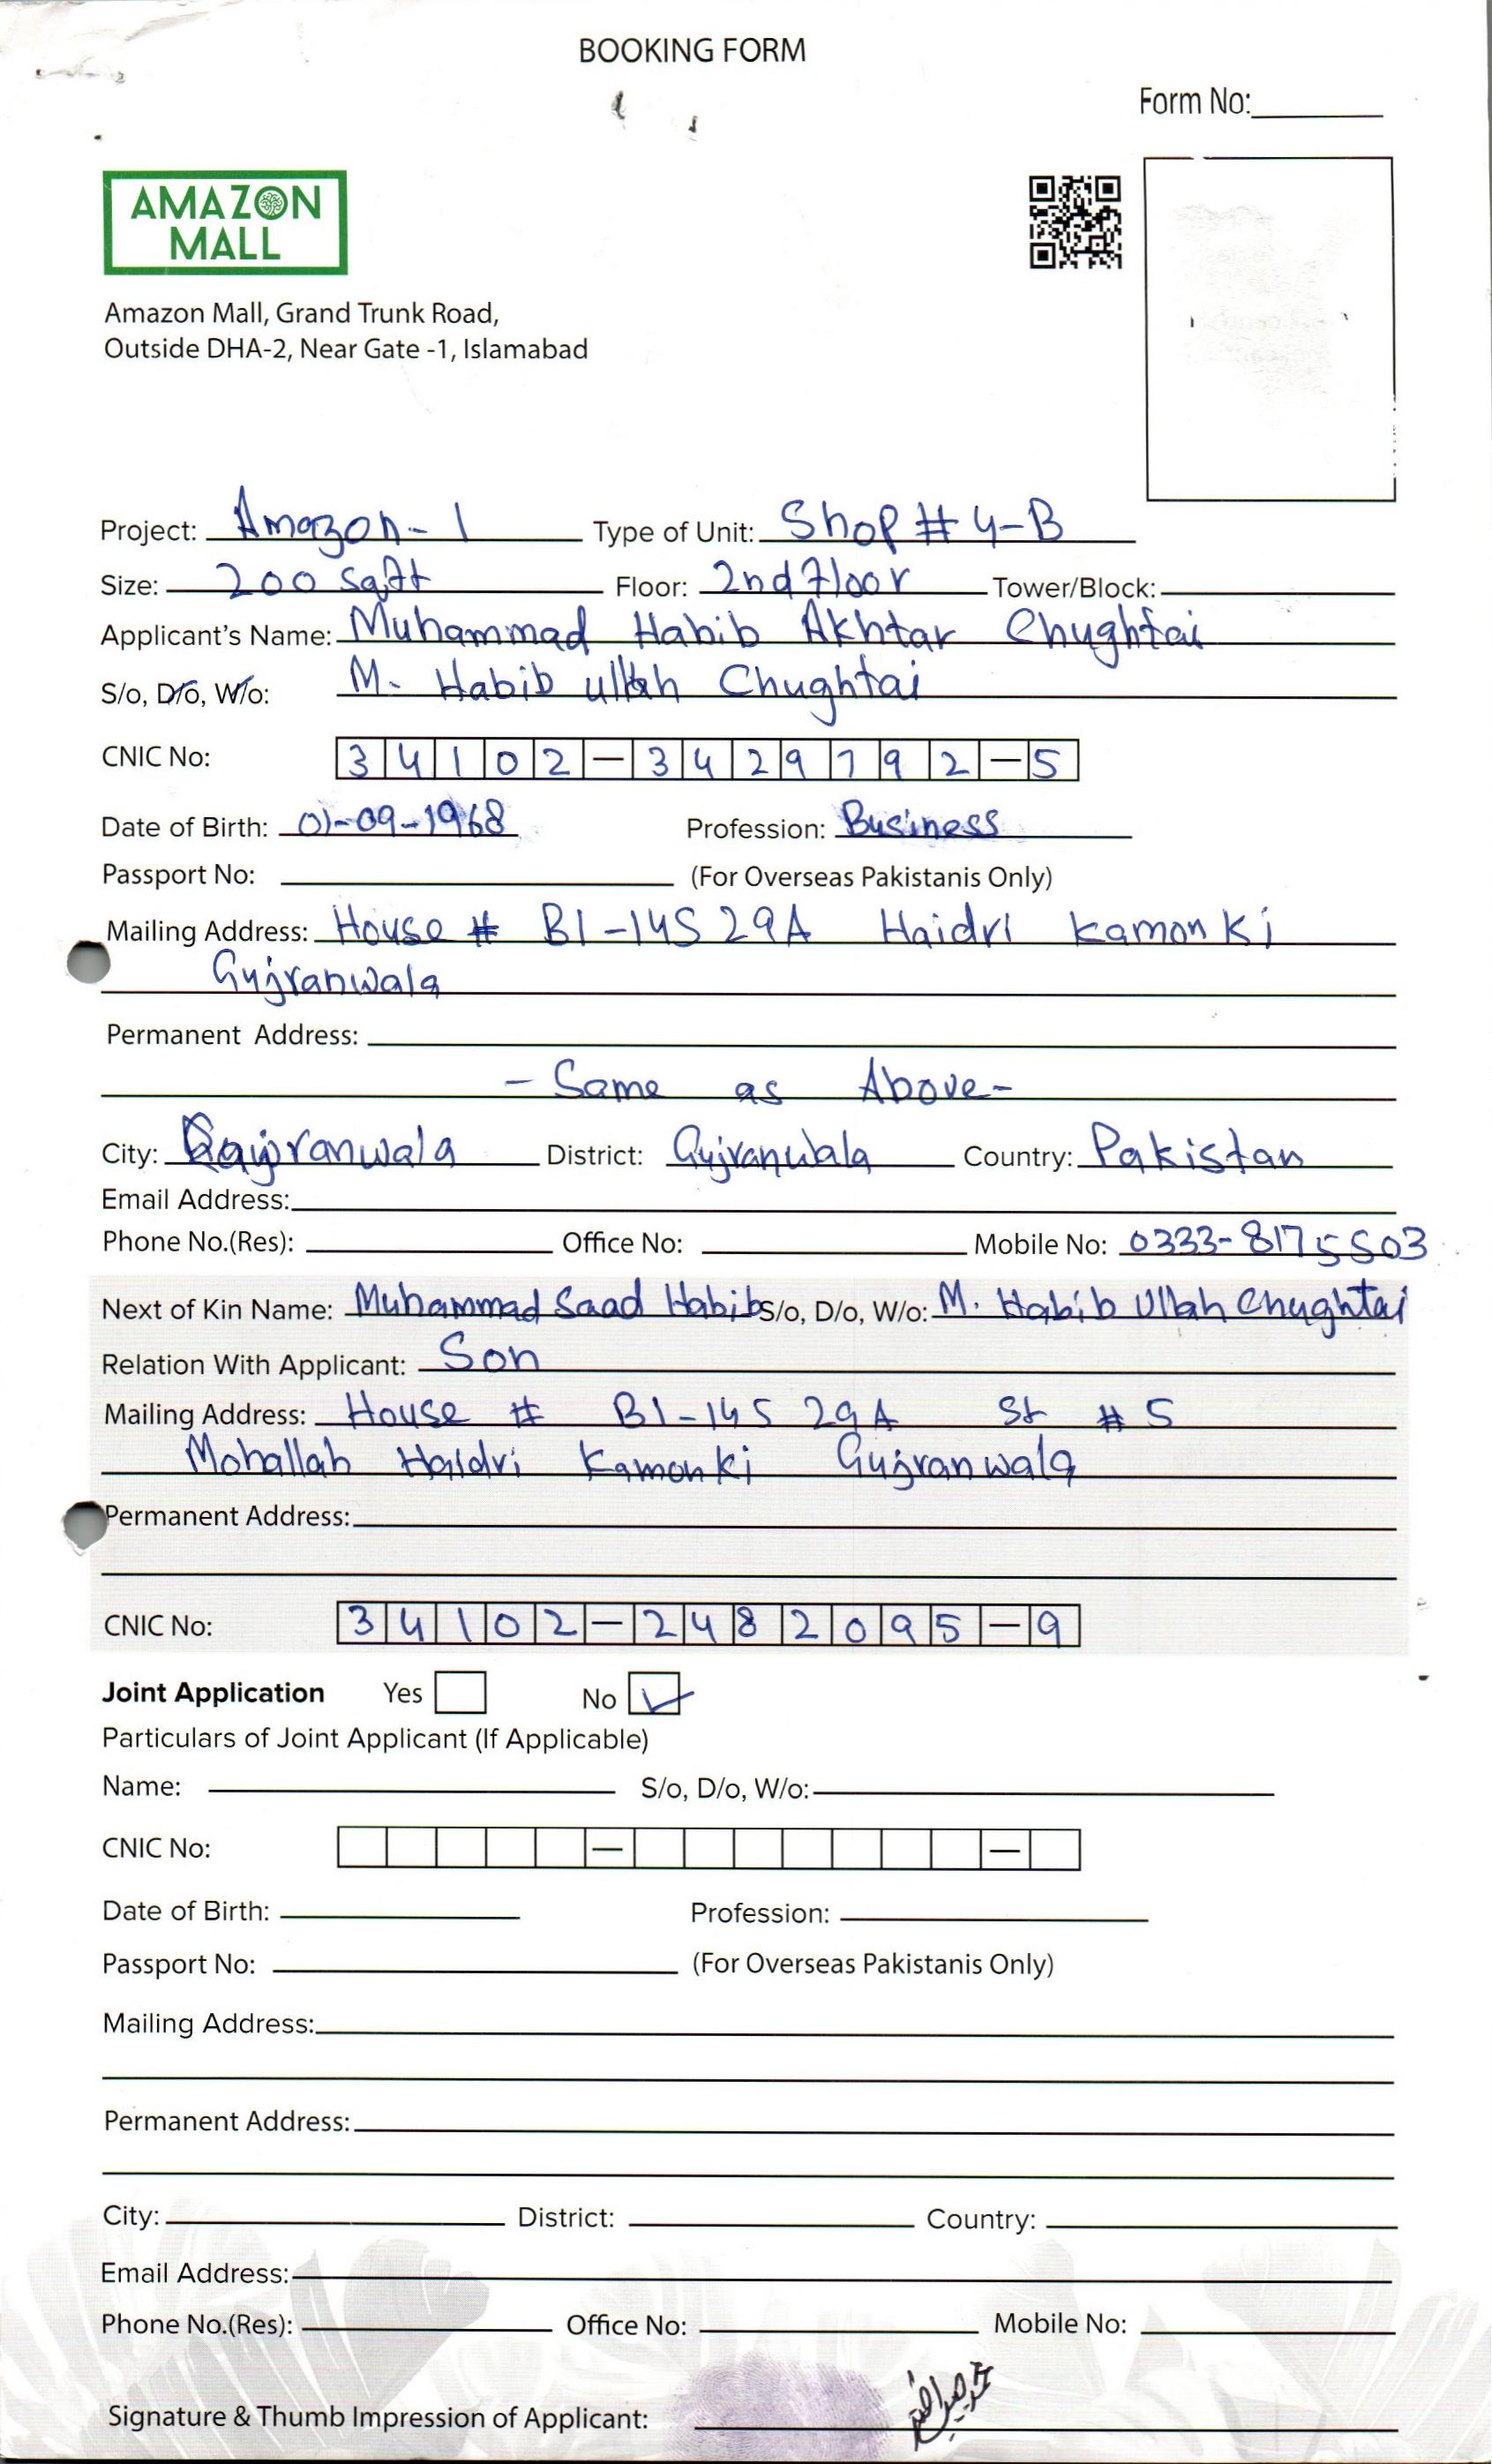 BOOKING FORM
Form No:
AMAZON
MALL
Amazon Mall, Grand Trunk Road,
Outside DHA-2, Near Gate -1, Islamabad
Project: Amazon-1 Type of Unit: Shop # 4-B
Size: 200 sqft Floor: 2nd Floor Tower/Block:
Applicant's Name: Muhammad Habib Akhtar Chughtai
S/o, D/o, W/o: M. Habib ullah Chughtai
CNIC No: 34102-3429792-5
Date of Birth: 01-09-1968 Profession: Business
Passport No: (For Overseas Pakistanis Only)
Mailing Address: House # B1-14S 29A Haidri Kamonki
Gujranwala
Permanent Address:
- Same as Above-
City: Gujranwala District: Gujranwala Country: Pakistan
Email Address:
Phone No.(Res): Office No: Mobile No: 0333-8175503
Next of Kin Name: Muhammad Saad Habib S/o, D/o, W/o: M. Habib Ullah Chughtai
Relation With Applicant: Son
Mailing Address: House # B1-14S 29A St # 5
Mohallah Haidri Kamonki Gujranwala
Permanent Address:
CNIC No: 34102-2482095-9
Joint Application Yes No ✓
Particulars of Joint Applicant (If Applicable)
Name: S/o, D/o, W/o:
CNIC No: — —
Date of Birth: Profession:
Passport No: (For Overseas Pakistanis Only)
Mailing Address:
Permanent Address:
City: District: Country:
Email Address:
Phone No.(Res): Office No: Mobile No:
Signature & Thumb Impression of Applicant: